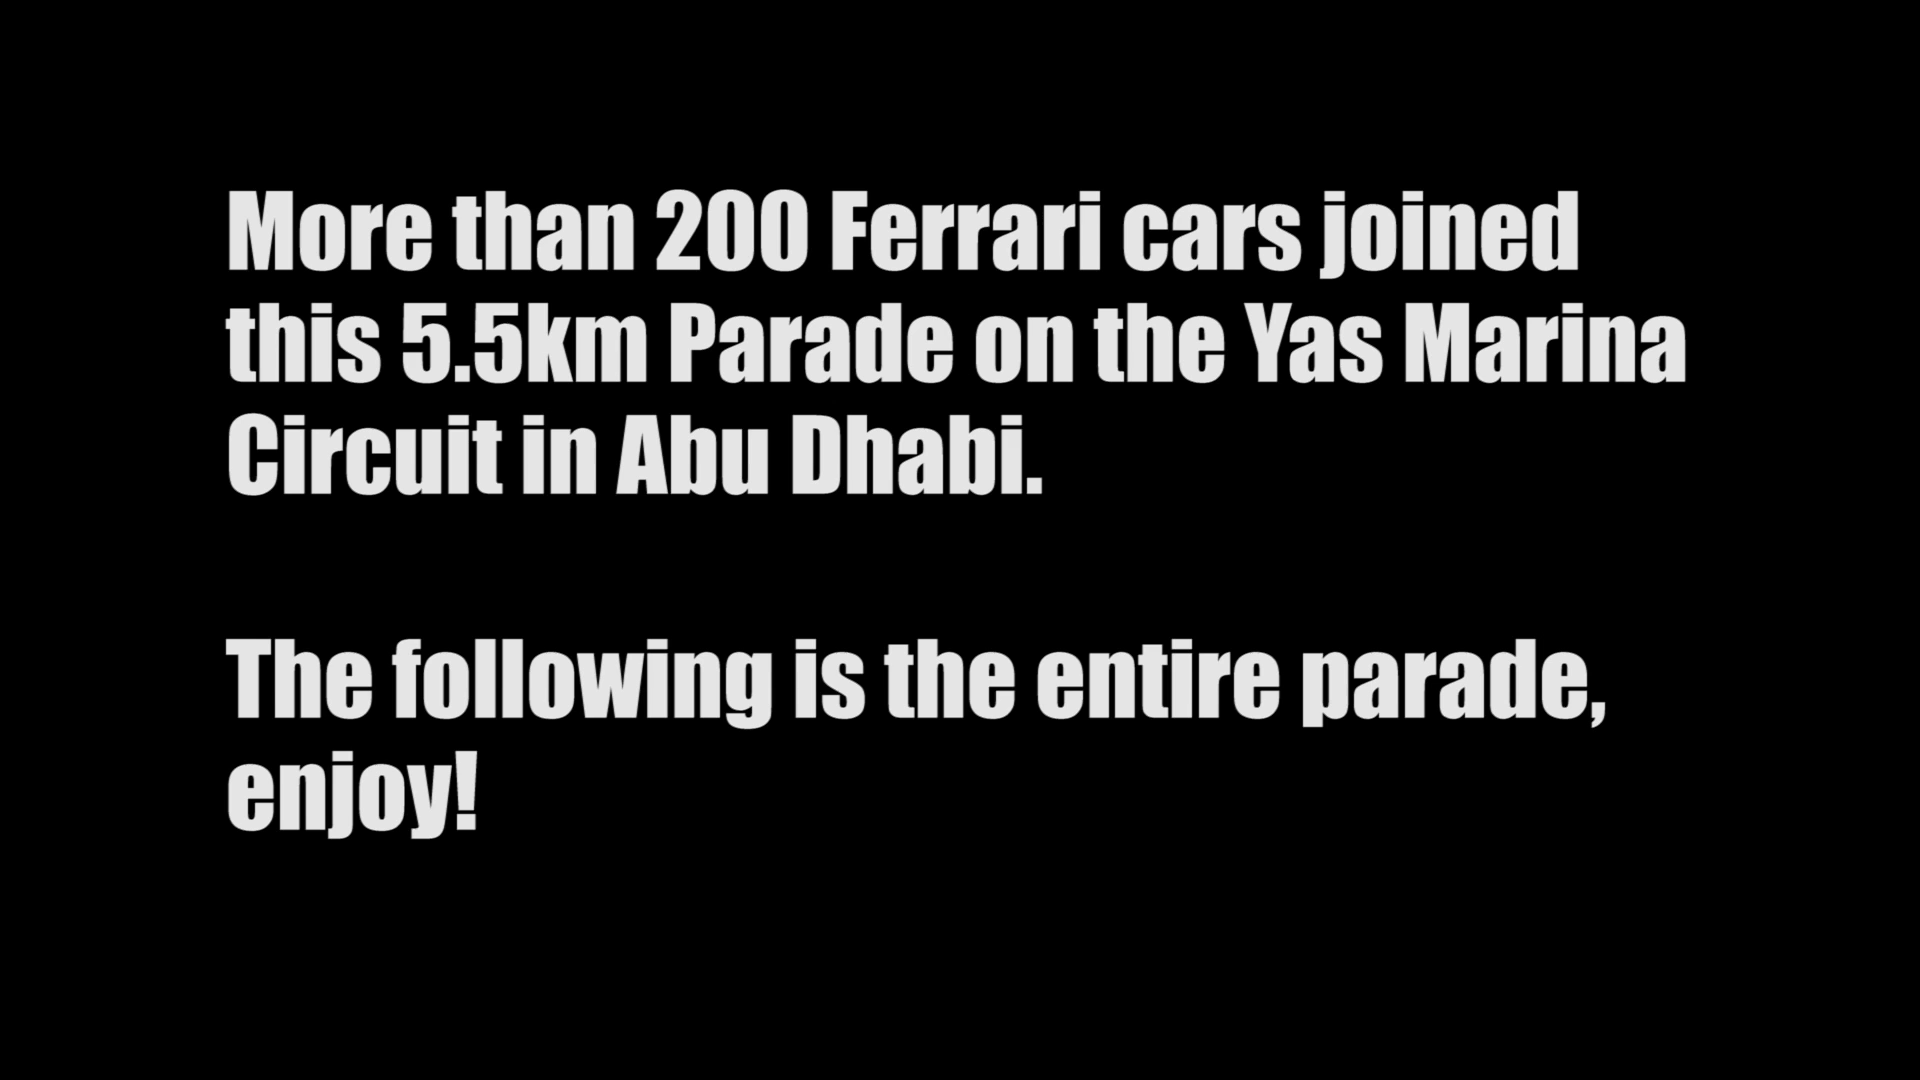 More than 200 Ferrari cars joined
this 5.5km Parade on the Yas Marina
Circuit in Abu Dhabi.
The following is the entire parade,
enjoy!